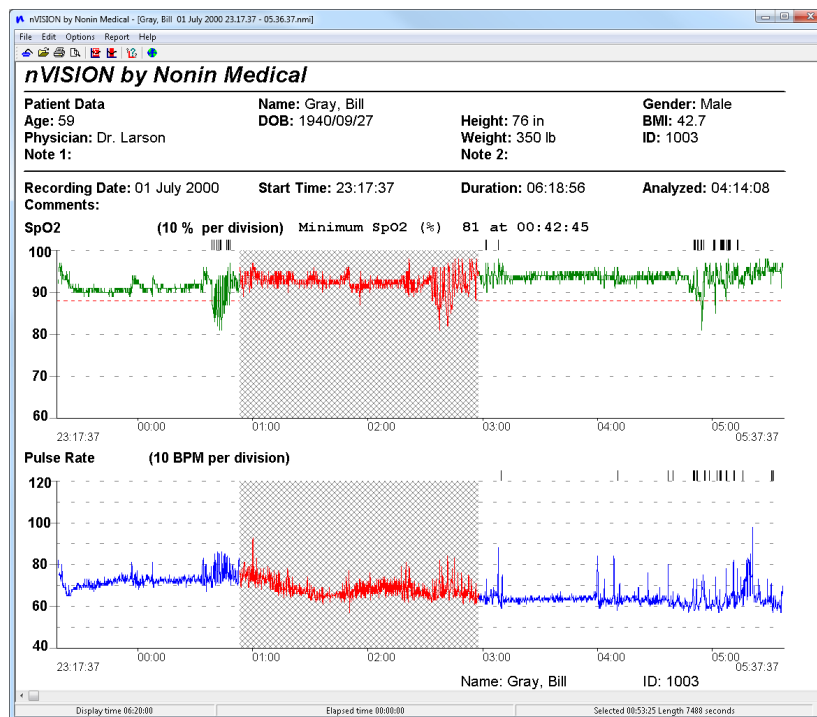 nVISION by Nonin Medical - [Gray, Bill 01 July 2000 23.17.37 - 05.36.37.nmi]
File Edit Options Report Help
nVISION by Nonin Medical
Patient Data Name: Gray, Bill Gender: Male
Age: 59 DOB: 1940/09/27 Height: 76 in BMI: 42.7
Physician: Dr. Larson Weight: 350 lb ID: 1003
Note 1: Note 2:
Recording Date: 01 July 2000 Start Time: 23:17:37 Duration: 06:18:56 Analyzed: 04:14:08
Comments:
SpO2 (10 % per division) Minimum SpO2 (%) 81 at 00:42:45
100
90
80
70
60
00:00 01:00 02:00 03:00 04:00 05:00
23:17:37 05:37:37
Pulse Rate (10 BPM per division)
120
100
80
60
40
00:00 01:00 02:00 03:00 04:00 05:00
23:17:37 05:37:37
Name: Gray, Bill ID: 1003
Display time 06:20:00 Elapsed time 00:00:00 Selected 00:53:25 Length 7488 seconds